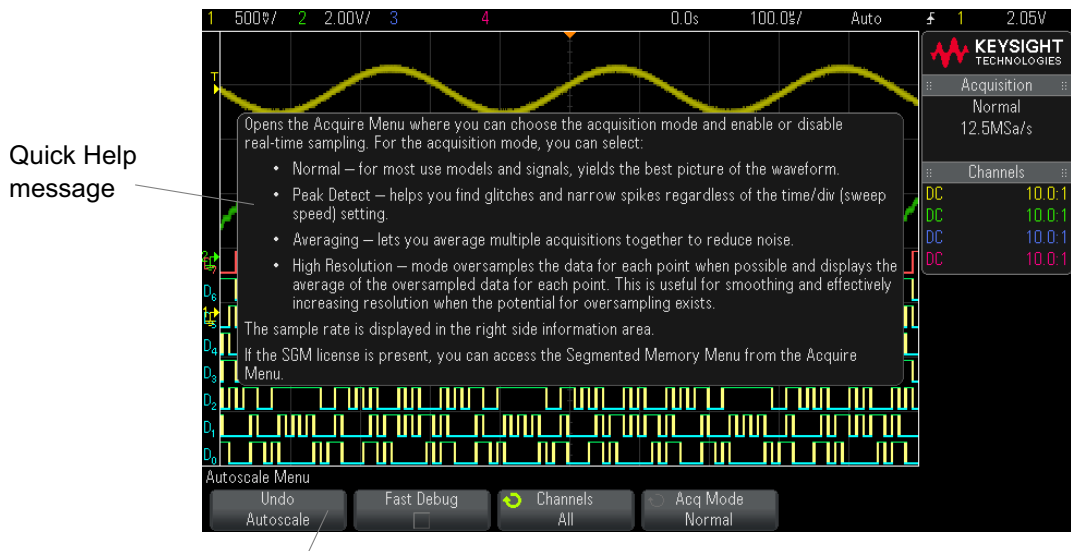 1 500㎷/ 2 2.00V/ 3 4 0.0s 100.0㎲/ Auto 1 2.05V
KEYSIGHT
TECHNOLOGIES
Acquisition
Normal
12.5MSa/s
Channels
DC 10.0:1
DC 10.0:1
DC 10.0:1
DC 10.0:1
Quick Help
message
T
Opens the Acquire Menu where you can choose the acquisition mode and enable or disable
real-time sampling. For the acquisition mode, you can select:
• Normal – for most use models and signals, yields the best picture of the waveform.
• Peak Detect – helps you find glitches and narrow spikes regardless of the time/div (sweep
speed) setting.
• Averaging – lets you average multiple acquisitions together to reduce noise.
• High Resolution – mode oversamples the data for each point when possible and displays the
average of the oversampled data for each point. This is useful for smoothing and effectively
increasing resolution when the potential for oversampling exists.
The sample rate is displayed in the right side information area.
If the SGM license is present, you can access the Segmented Memory Menu from the Acquire
Menu.
D6
D4
D3
D2
D1
D0
Autoscale Menu
Undo
Autoscale
Fast Debug
Channels
All
Acq Mode
Normal